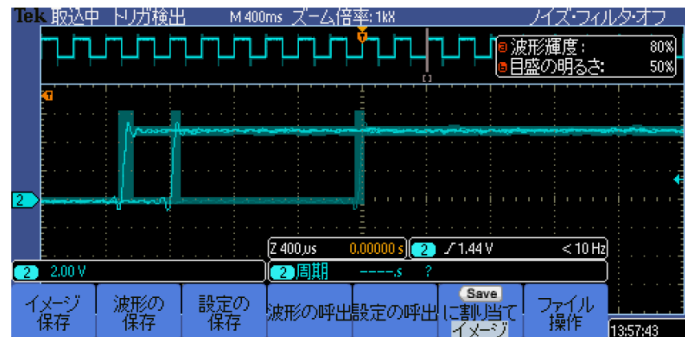 Tek 取込中 トリガ検出 M 400ms ズーム倍率:1kX ノイズ・フィルタ・オフ
ⓐ波形輝度: 80%
ⓑ目盛の明るさ: 50%
2
Z 400µs 0.00000 s 2 1.44 V < 10 Hz
2 2.00 V 2 周期 ----.s ?
イメージ
保存
波形の
保存
設定の
保存
波形の呼出
設定の呼出
Save
に割り当て
イメージ
ファイル
操作
13:57:43